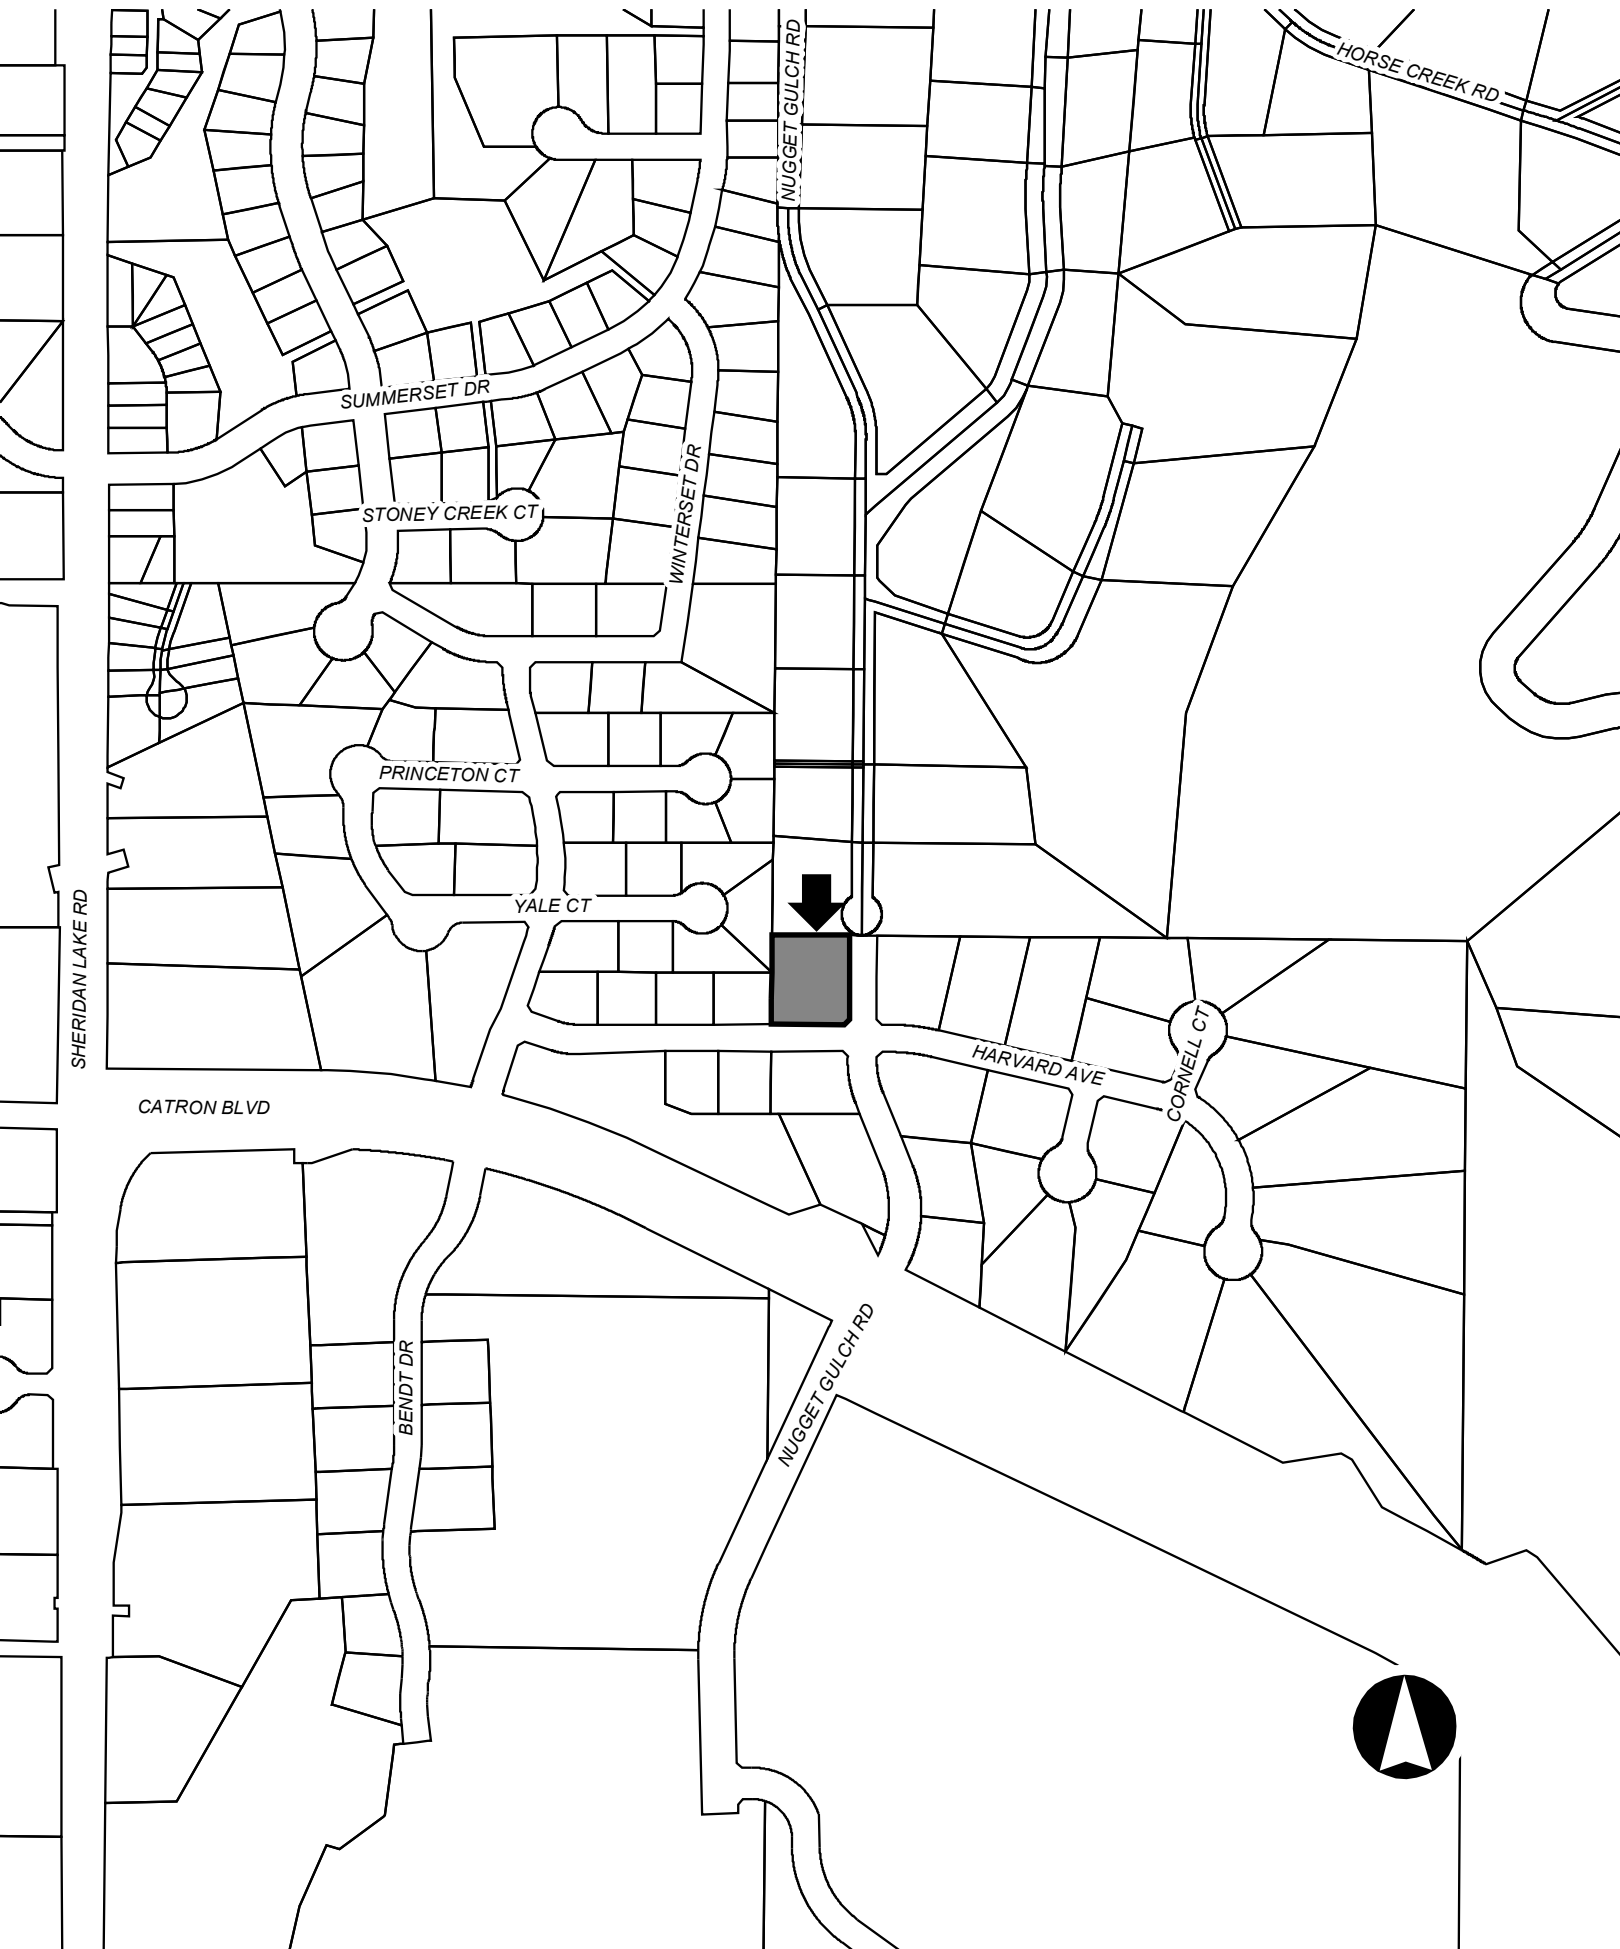 NUGGET GULCH RD
HORSE CREEK RD
SUMMERSET DR
WINTERSET DR
STONEY CREEK CT
PRINCETON CT
YALE CT
SHERIDAN LAKE RD
HARVARD AVE
CORNELL CT
CATRON BLVD
NUGGET GULCH RD
BENDT DR